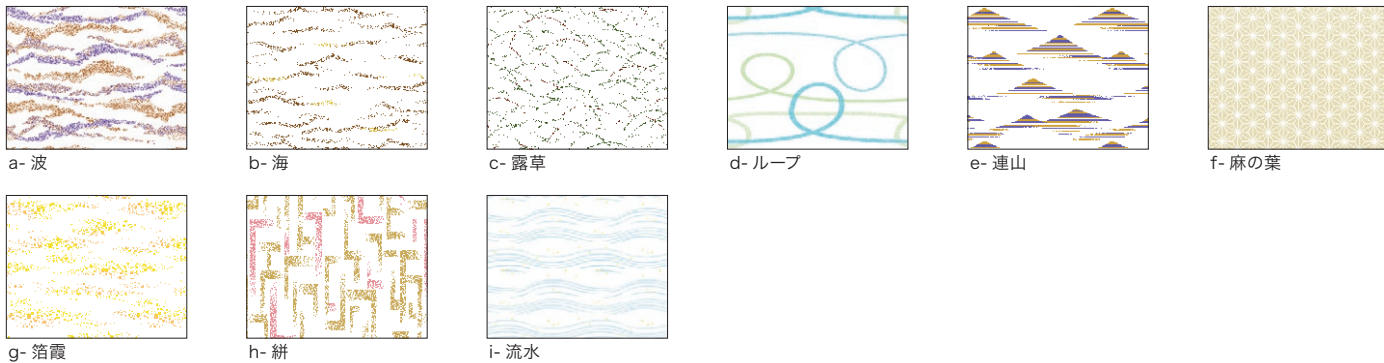 a- 波
b- 海
c- 露草
d- ループ
e- 連山
f- 麻の葉
g- 箔霞
h- 絣
i- 流水